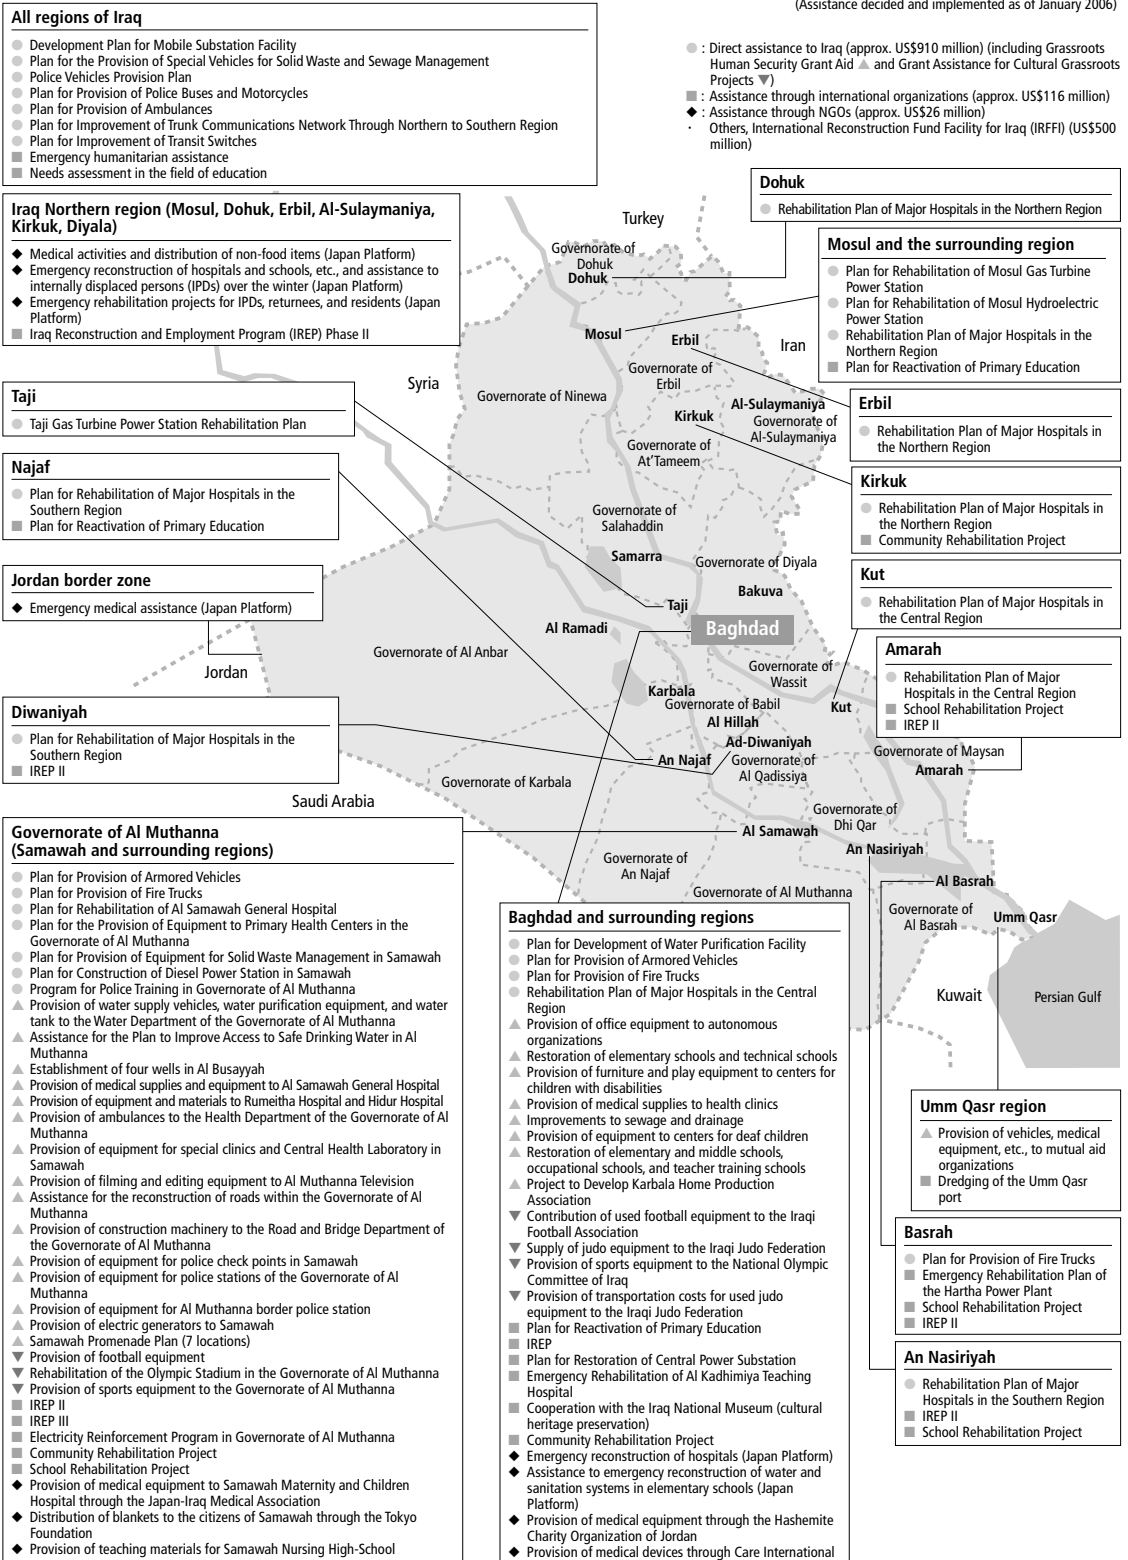 (Assistance decided and implemented as of January 2006)
All regions of Iraq
● Development Plan for Mobile Substation Facility
● Plan for the Provision of Special Vehicles for Solid Waste and Sewage Management
● Police Vehicles Provision Plan
● Plan for Provision of Police Buses and Motorcycles
● Plan for Provision of Ambulances
● Plan for Improvement of Trunk Communications Network Through Northern to Southern Region
● Plan for Improvement of Transit Switches
■ Emergency humanitarian assistance
■ Needs assessment in the field of education
● : Direct assistance to Iraq (approx. US$910 million) (including Grassroots
Human Security Grant Aid ▲ and Grant Assistance for Cultural Grassroots
Projects ▼)
■ : Assistance through international organizations (approx. US$116 million)
◆ : Assistance through NGOs (approx. US$26 million)
・ Others, International Reconstruction Fund Facility for Iraq (IRFFI) (US$500
million)
Iraq Northern region (Mosul, Dohuk, Erbil, Al-Sulaymaniya,
Kirkuk, Diyala)
◆ Medical activities and distribution of non-food items (Japan Platform)
◆ Emergency reconstruction of hospitals and schools, etc., and assistance to
internally displaced persons (IPDs) over the winter (Japan Platform)
◆ Emergency rehabilitation projects for IPDs, returnees, and residents (Japan
Platform)
■ Iraq Reconstruction and Employment Program (IREP) Phase II
Dohuk
● Rehabilitation Plan of Major Hospitals in the Northern Region
Mosul and the surrounding region
● Plan for Rehabilitation of Mosul Gas Turbine
Power Station
● Plan for Rehabilitation of Mosul Hydroelectric
Power Station
● Rehabilitation Plan of Major Hospitals in the
Northern Region
■ Plan for Reactivation of Primary Education
Taji
● Taji Gas Turbine Power Station Rehabilitation Plan
Erbil
● Rehabilitation Plan of Major Hospitals in
the Northern Region
Najaf
● Plan for Rehabilitation of Major Hospitals in the
Southern Region
■ Plan for Reactivation of Primary Education
Kirkuk
● Rehabilitation Plan of Major Hospitals in
the Northern Region
■ Community Rehabilitation Project
Jordan border zone
◆ Emergency medical assistance (Japan Platform)
Kut
● Rehabilitation Plan of Major Hospitals in
the Central Region
Amarah
● Rehabilitation Plan of Major
Hospitals in the Central Region
■ School Rehabilitation Project
■ IREP II
Diwaniyah
● Plan for Rehabilitation of Major Hospitals in the
Southern Region
■ IREP II
Turkey
Governorate of
Dohuk
Dohuk
Mosul
Erbil
Iran
Governorate of
Erbil
Syria
Governorate of Ninewa
Al-Sulaymaniya
Kirkuk
Governorate of
Al-Sulaymaniya
Governorate of
At'Tameem
Governorate of
Salahaddin
Samarra
Governorate of Diyala
Bakuva
Taji
Al Ramadi
Baghdad
Governorate of Al Anbar
Jordan
Governorate of
Wassit
Karbala
Governorate of Babil
Kut
Al Hillah
Ad-Diwaniyah
An Najaf
Governorate of
Al Qadissiya
Governorate of Maysan
Amarah
Governorate of Karbala
Saudi Arabia
Governorate of
Dhi Qar
Al Samawah
An Nasiriyah
Governorate of
An Najaf
Governorate of Al Muthanna
Al Basrah
Governorate of
Al Basrah
Umm Qasr
Kuwait
Persian Gulf
Governorate of Al Muthanna
(Samawah and surrounding regions)
● Plan for Provision of Armored Vehicles
● Plan for Provision of Fire Trucks
● Plan for Rehabilitation of Al Samawah General Hospital
● Plan for the Provision of Equipment to Primary Health Centers in the
Governorate of Al Muthanna
● Plan for Provision of Equipment for Solid Waste Management in Samawah
● Plan for Construction of Diesel Power Station in Samawah
● Program for Police Training in Governorate of Al Muthanna
▲ Provision of water supply vehicles, water purification equipment, and water
tank to the Water Department of the Governorate of Al Muthanna
▲ Assistance for the Plan to Improve Access to Safe Drinking Water in Al
Muthanna
▲ Establishment of four wells in Al Busayyah
▲ Provision of medical supplies and equipment to Al Samawah General Hospital
▲ Provision of equipment and materials to Rumeitha Hospital and Hidur Hospital
▲ Provision of ambulances to the Health Department of the Governorate of Al
Muthanna
▲ Provision of equipment for special clinics and Central Health Laboratory in
Samawah
▲ Provision of filming and editing equipment to Al Muthanna Television
▲ Assistance for the reconstruction of roads within the Governorate of Al
Muthanna
▲ Provision of construction machinery to the Road and Bridge Department of
the Governorate of Al Muthanna
▲ Provision of equipment for police check points in Samawah
▲ Provision of equipment for police stations of the Governorate of Al
Muthanna
▲ Provision of equipment for Al Muthanna border police station
▲ Provision of electric generators to Samawah
▲ Samawah Promenade Plan (7 locations)
▼ Provision of football equipment
▼ Rehabilitation of the Olympic Stadium in the Governorate of Al Muthanna
▼ Provision of sports equipment to the Governorate of Al Muthanna
■ IREP II
■ IREP III
■ Electricity Reinforcement Program in Governorate of Al Muthanna
■ Community Rehabilitation Project
■ School Rehabilitation Project
◆ Provision of medical equipment to Samawah Maternity and Children
Hospital through the Japan-Iraq Medical Association
◆ Distribution of blankets to the citizens of Samawah through the Tokyo
Foundation
◆ Provision of teaching materials for Samawah Nursing High-School
Baghdad and surrounding regions
● Plan for Development of Water Purification Facility
● Plan for Provision of Armored Vehicles
● Plan for Provision of Fire Trucks
● Rehabilitation Plan of Major Hospitals in the Central
Region
▲ Provision of office equipment to autonomous
organizations
▲ Restoration of elementary schools and technical schools
▲ Provision of furniture and play equipment to centers for
children with disabilities
▲ Provision of medical supplies to health clinics
▲ Improvements to sewage and drainage
▲ Provision of equipment to centers for deaf children
▲ Restoration of elementary and middle schools,
occupational schools, and teacher training schools
▲ Project to Develop Karbala Home Production
Association
▼ Contribution of used football equipment to the Iraqi
Football Association
▼ Supply of judo equipment to the Iraqi Judo Federation
▼ Provision of sports equipment to the National Olympic
Committee of Iraq
▼ Provision of transportation costs for used judo
equipment to the Iraqi Judo Federation
■ Plan for Reactivation of Primary Education
■ IREP
■ Plan for Restoration of Central Power Substation
■ Emergency Rehabilitation of Al Kadhimiya Teaching
Hospital
■ Cooperation with the Iraq National Museum (cultural
heritage preservation)
■ Community Rehabilitation Project
◆ Emergency reconstruction of hospitals (Japan Platform)
◆ Assistance to emergency reconstruction of water and
sanitation systems in elementary schools (Japan
Platform)
◆ Provision of medical equipment through the Hashemite
Charity Organization of Jordan
◆ Provision of medical devices through Care International
Umm Qasr region
▲ Provision of vehicles, medical
equipment, etc., to mutual aid
organizations
■ Dredging of the Umm Qasr
port
Basrah
● Plan for Provision of Fire Trucks
■ Emergency Rehabilitation Plan of
the Hartha Power Plant
■ School Rehabilitation Project
■ IREP II
An Nasiriyah
● Rehabilitation Plan of Major
Hospitals in the Southern Region
■ IREP II
■ School Rehabilitation Project